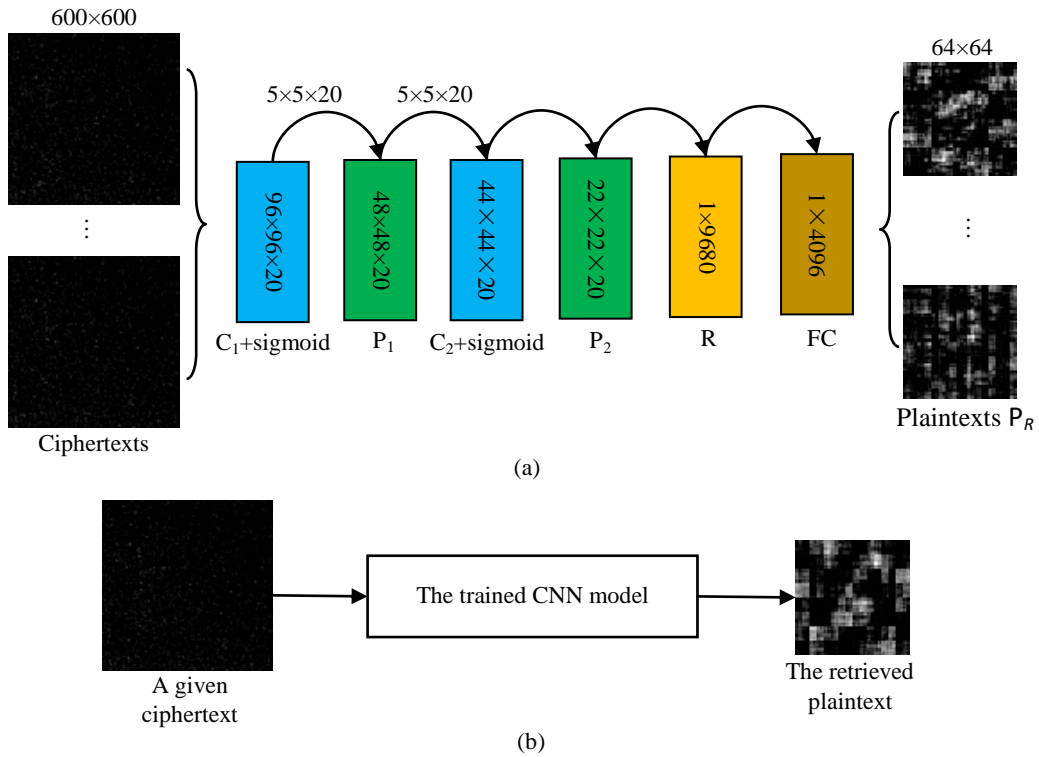 600×600
64×64
5×5×20
5×5×20
96×96×20
48×48×20
44×44×20
22×22×20
1×9680
1×4096
C₁+sigmoid
P₁
C₂+sigmoid
P₂
R
FC
...
...
Ciphertexts
Plaintexts P_R
(a)
The trained CNN model
A given
ciphertext
The retrieved
plaintext
(b)